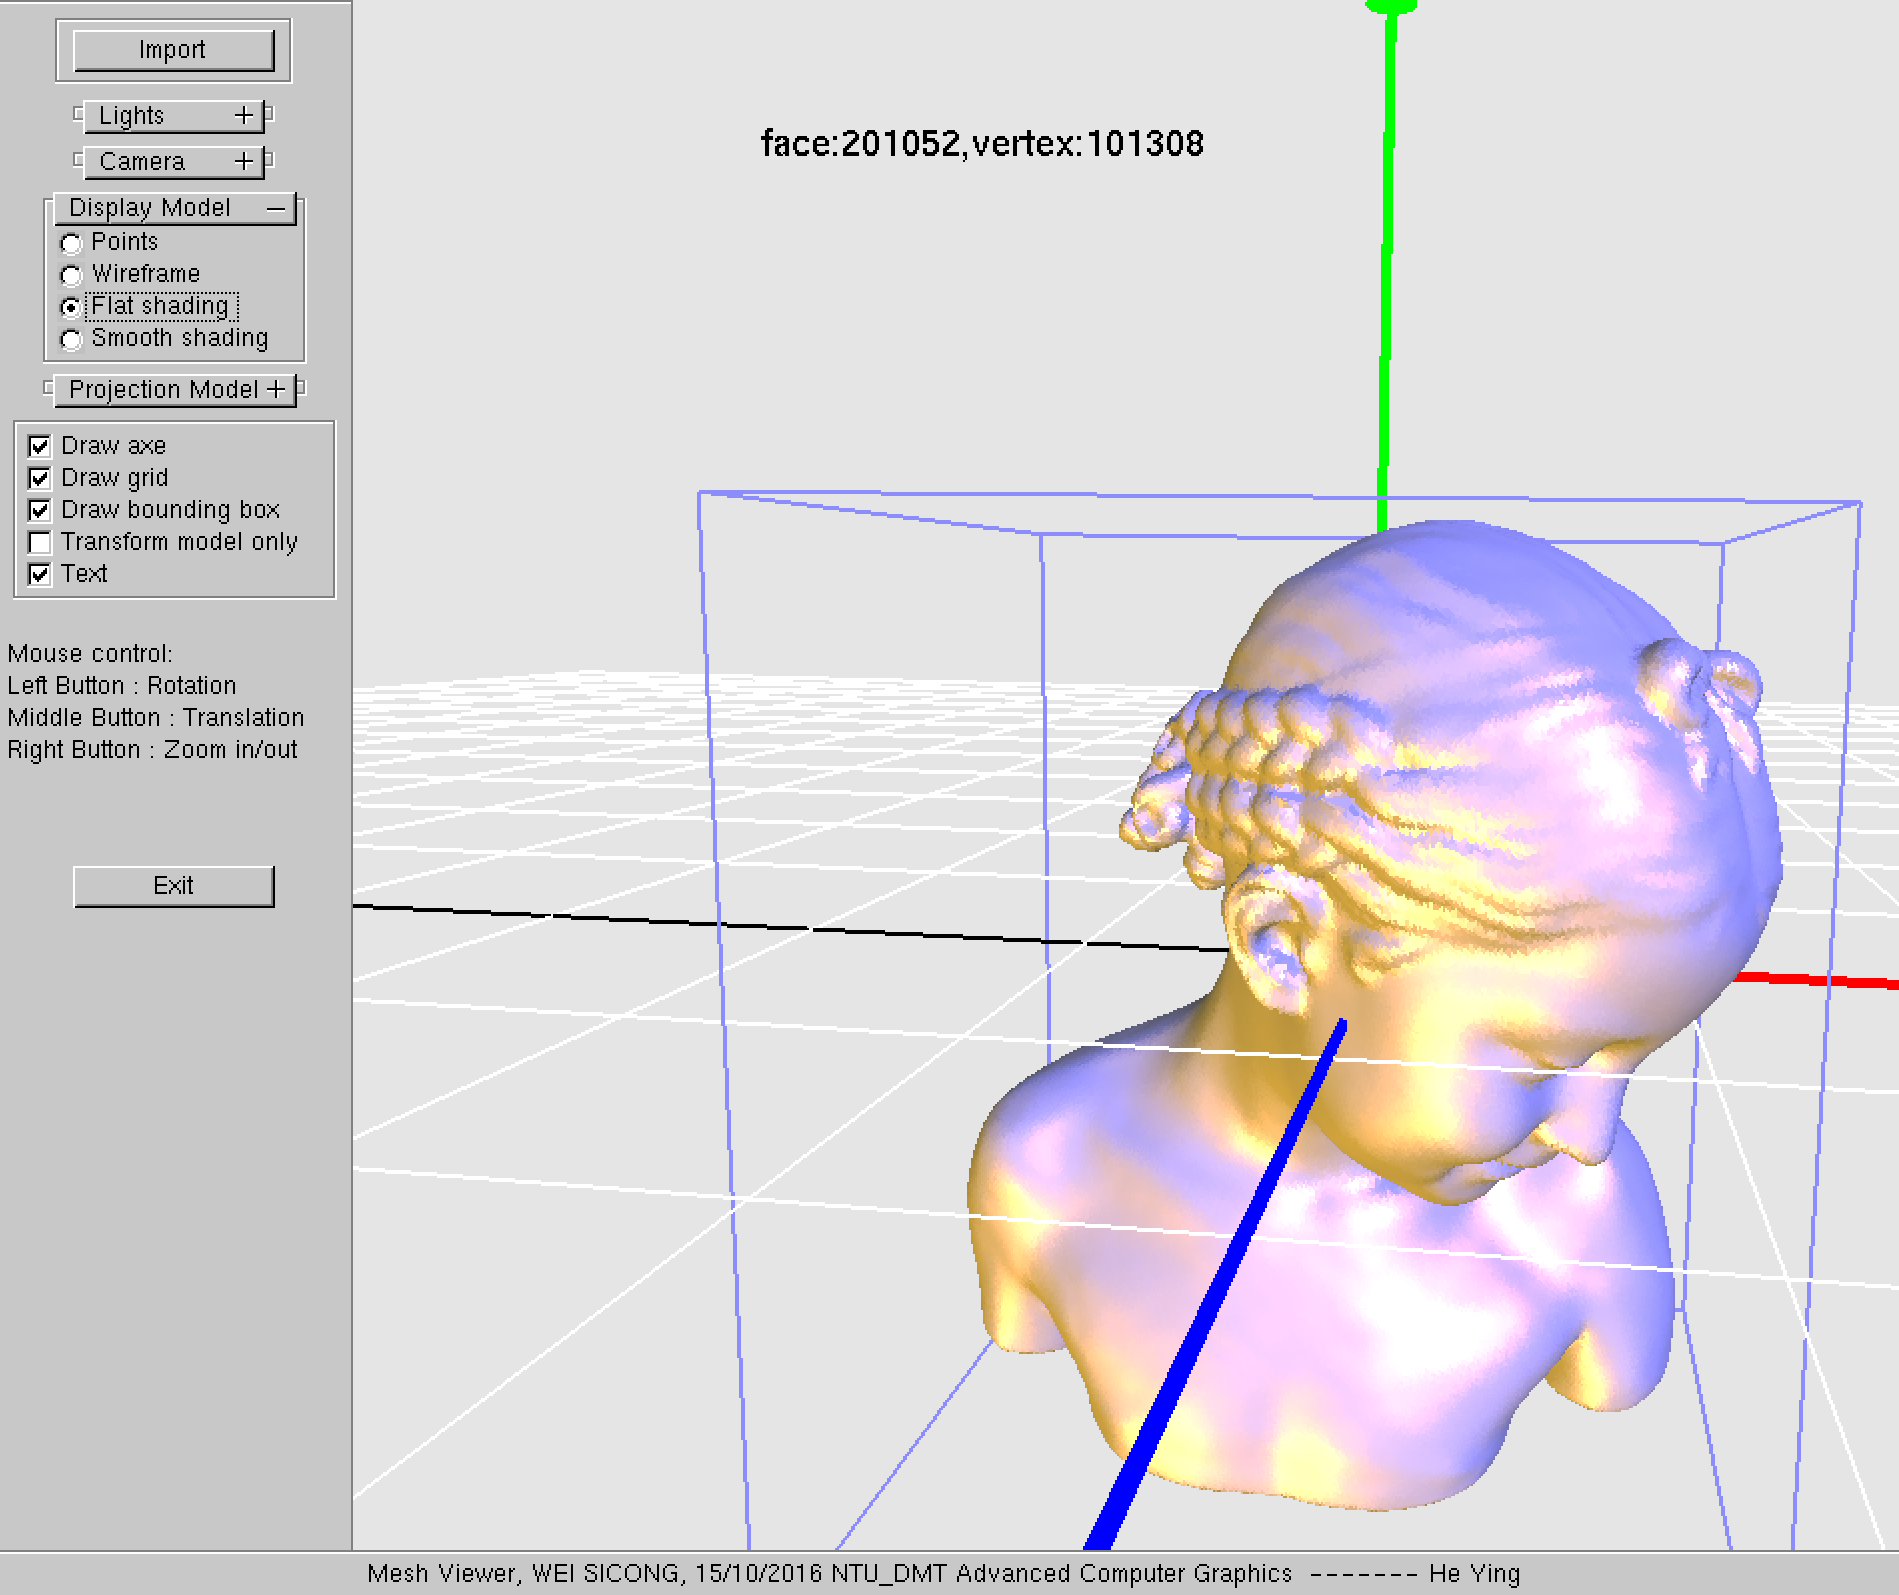 Import
Lights +
Camera +
Display Model −
Points
Wireframe
Flat shading
Smooth shading
Projection Model +
Draw axe
Draw grid
Draw bounding box
Transform model only
Text
Mouse control:
Left Button : Rotation
Middle Button : Translation
Right Button : Zoom in/out
Exit
face:201052,vertex:101308
Mesh Viewer, WEI SICONG, 15/10/2016 NTU_DMT Advanced Computer Graphics ------- He Ying